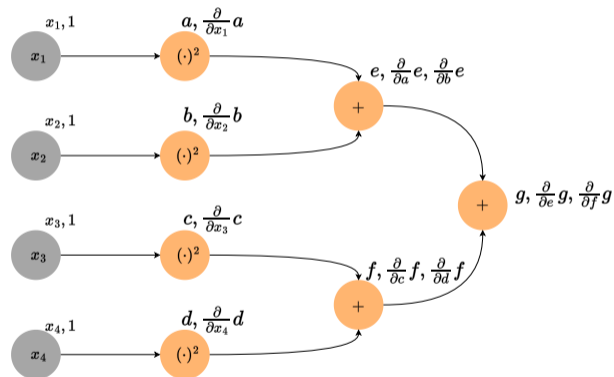 x₁, 1
a, ∂/∂x₁ a
x₁
(·)²
e, ∂/∂a e, ∂/∂b e
+
x₂, 1
b, ∂/∂x₂ b
x₂
(·)²
g, ∂/∂e g, ∂/∂f g
+
x₃, 1
c, ∂/∂x₃ c
x₃
(·)²
f, ∂/∂c f, ∂/∂d f
+
x₄, 1
d, ∂/∂x₄ d
x₄
(·)²